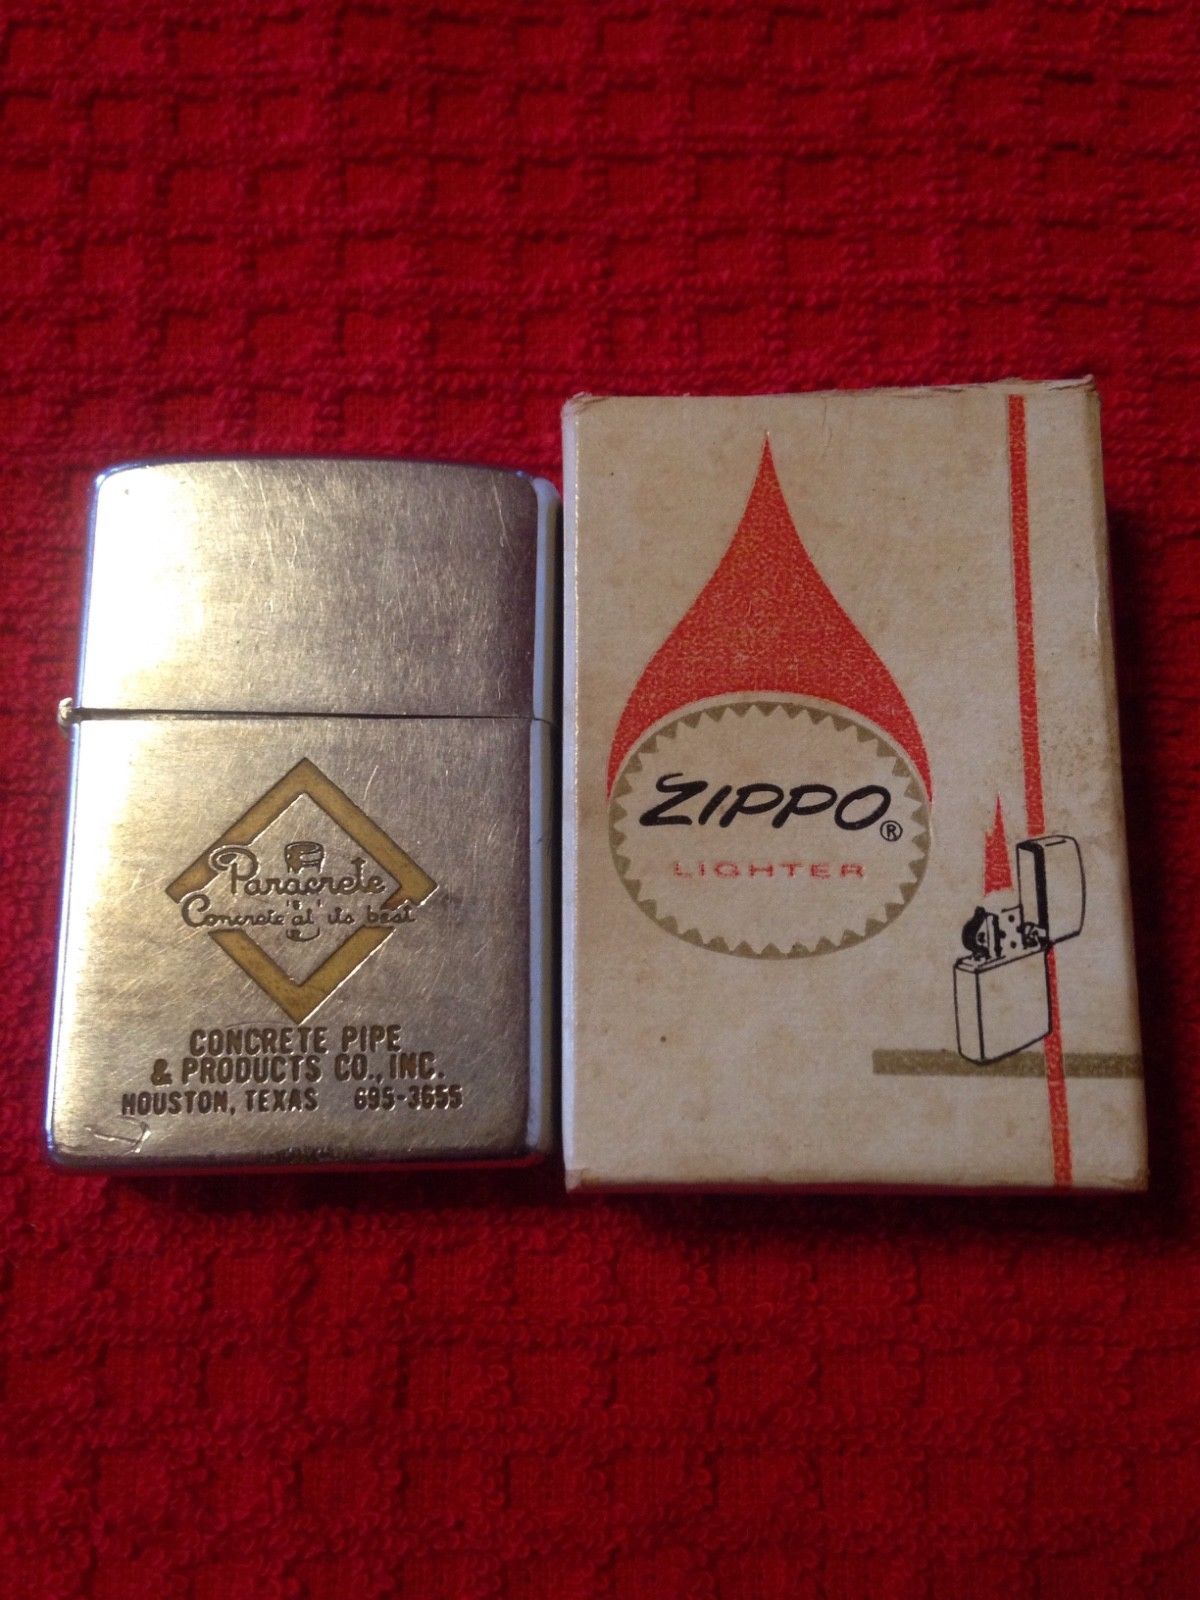 Paracrete
Concrete at its best
CONCRETE PIPE
& PRODUCTS CO., INC.
HOUSTON, TEXAS 695-3655
ZIPPO®
LIGHTER